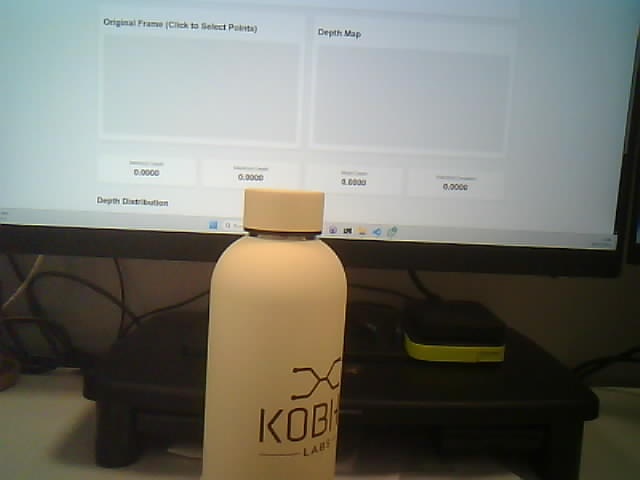 Original Frame (Click to Select Points)
Depth Map
0.0000
0.0000
0.0000
0.0000
Depth Distribution
KOBI
LABS